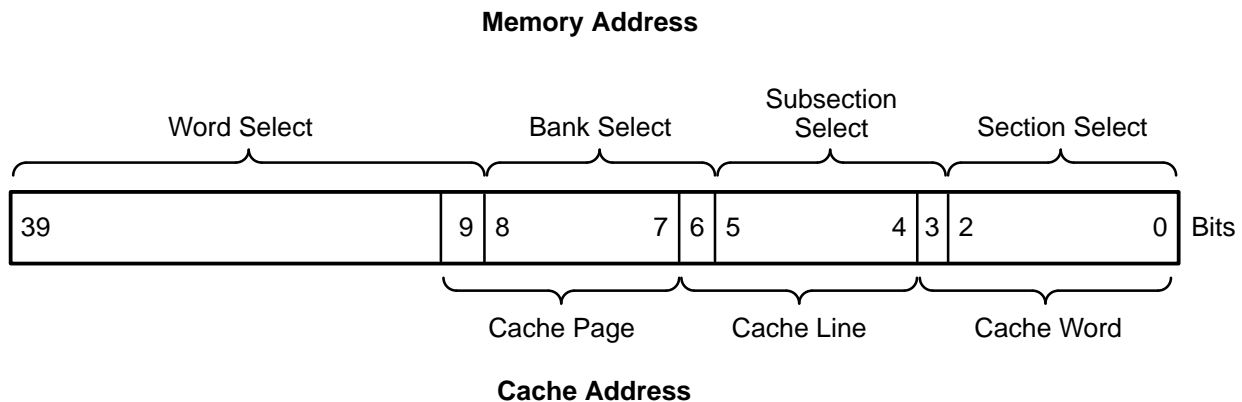 Memory Address
Word Select Bank Select Subsection Select Section Select
39 9 8 7 6 5 4 3 2 0 Bits
Cache Page Cache Line Cache Word
Cache Address